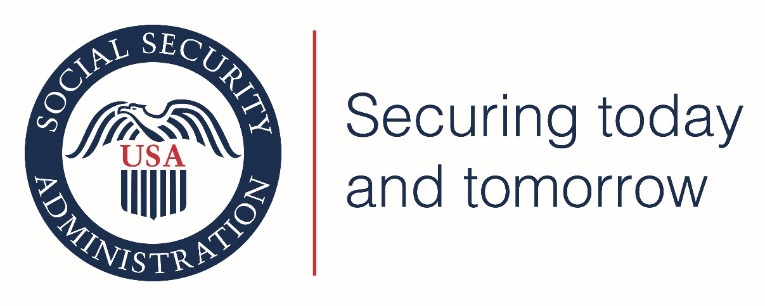 SOCIAL SECURITY
USA
ADMINISTRATION
Securing today
and tomorrow